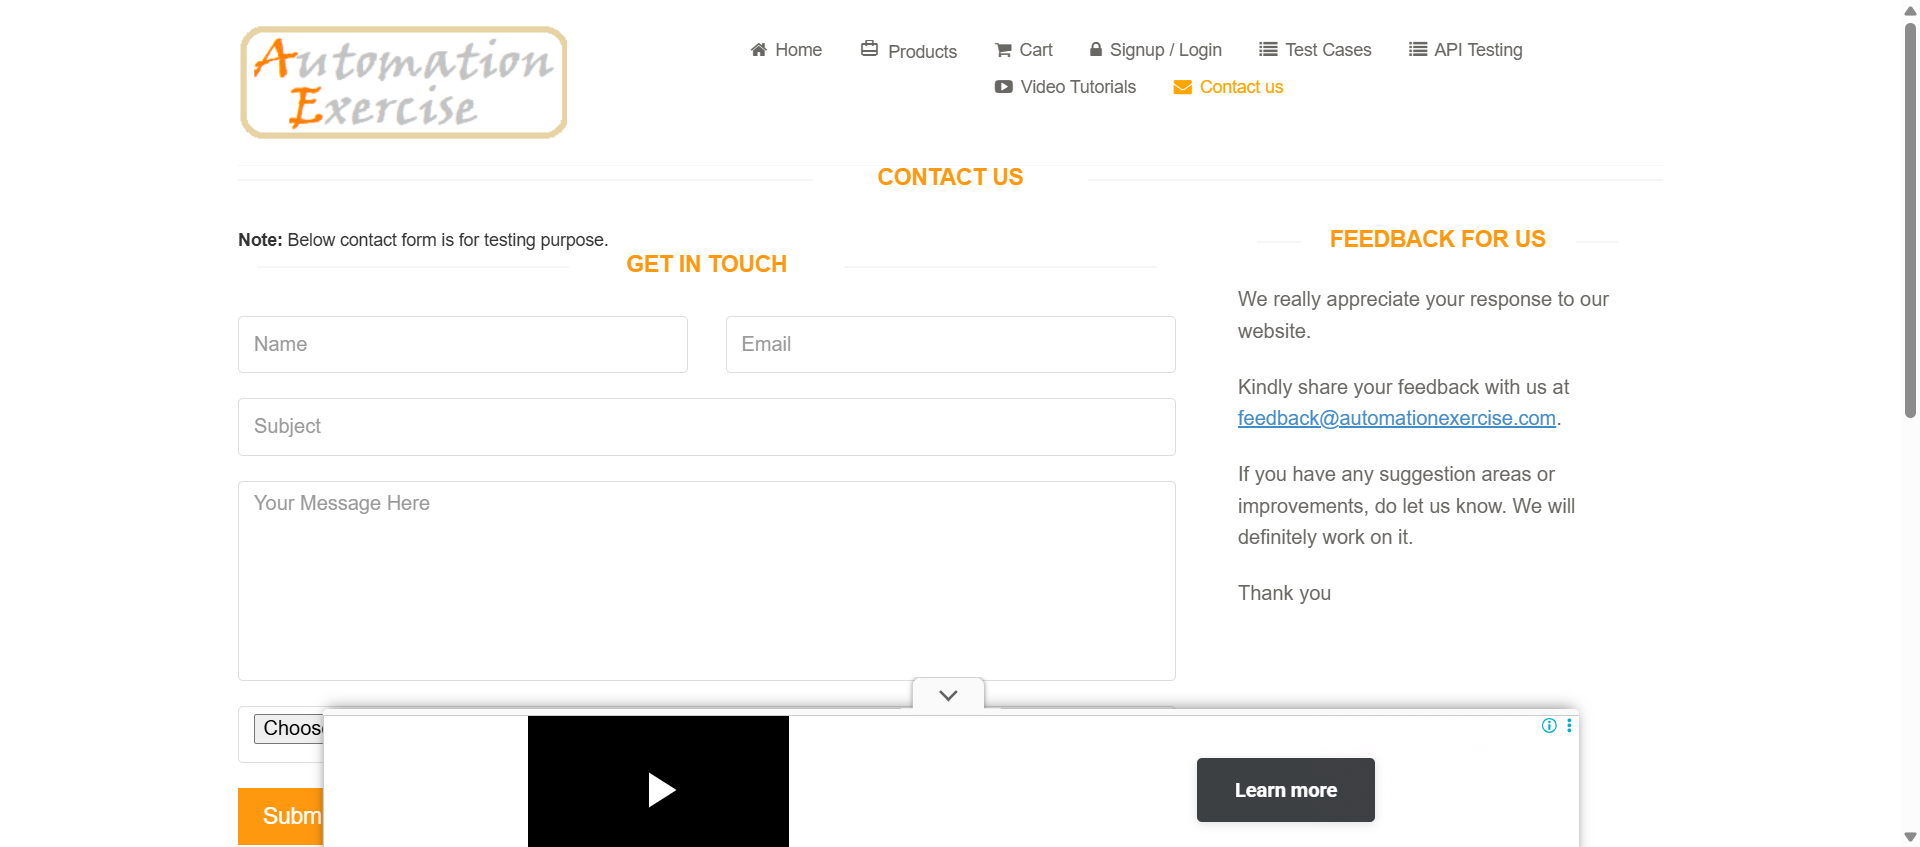 Automation
Exercise
Home
Products
Cart
Signup / Login
Test Cases
API Testing
Video Tutorials
Contact us
CONTACT US
Note: Below contact form is for testing purpose.
GET IN TOUCH
Name
Email
Subject
Your Message Here
Choos
Subm
FEEDBACK FOR US
We really appreciate your response to our
website.
Kindly share your feedback with us at
feedback@automationexercise.com.
If you have any suggestion areas or
improvements, do let us know. We will
definitely work on it.
Thank you
Learn more